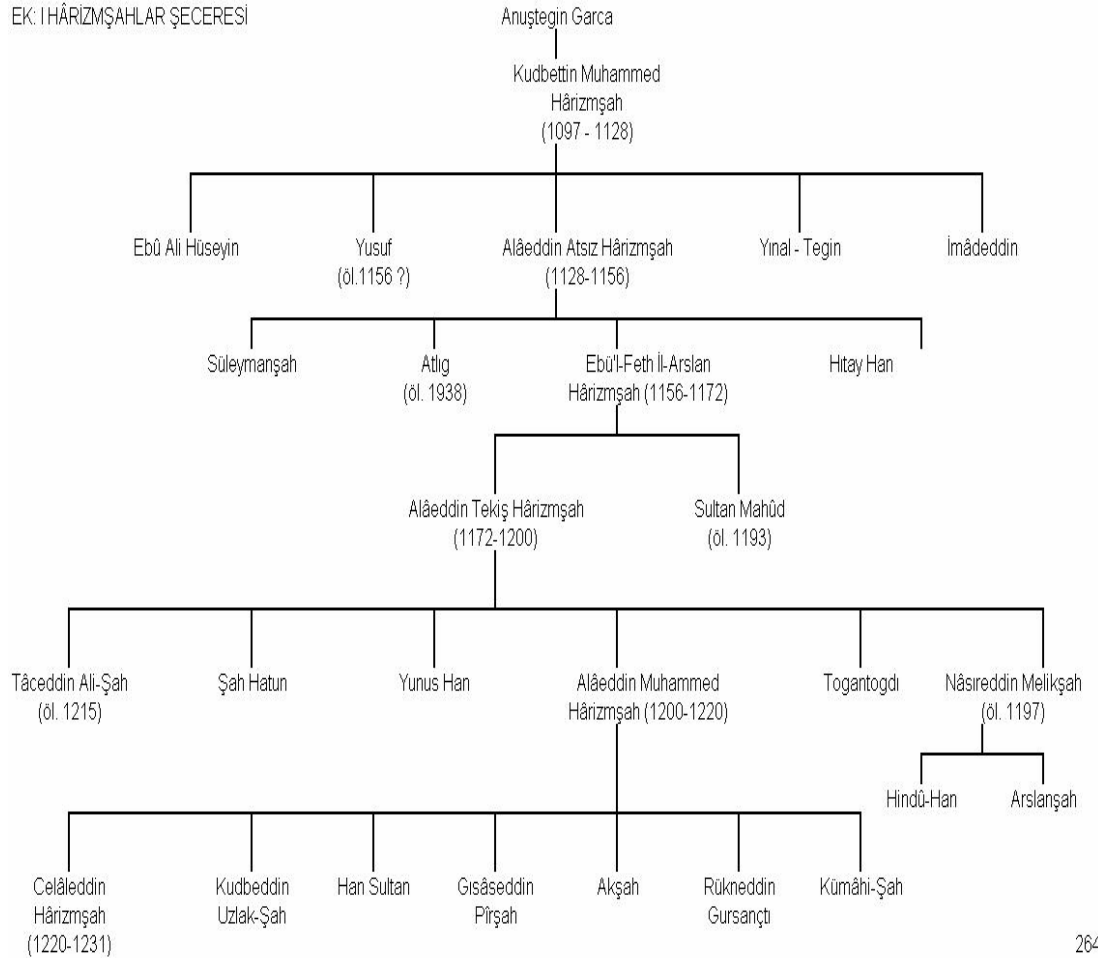 EK: I HÂRİZMŞAHLAR ŞECERESİ
Anuştegin Garca
Kudbettin Muhammed
Hârizmşah
(1097 - 1128)
Ebû Ali Hüseyin
Yusuf
(öl.1156 ?)
Alâeddin Atsız Hârizmşah
(1128-1156)
Yınal - Tegin
İmâdeddin
Süleymanşah
Atlıg
(öl. 1938)
Ebü'l-Feth İl-Arslan
Hârizmşah (1156-1172)
Hıtay Han
Alâeddin Tekiş Hârizmşah
(1172-1200)
Sultan Mahûd
(öl. 1193)
Tâceddin Ali-Şah
(öl. 1215)
Şah Hatun
Yunus Han
Alâeddin Muhammed
Hârizmşah (1200-1220)
Togantogdı
Nâsıreddin Melikşah
(öl. 1197)
Hindû-Han
Arslanşah
Celâleddin
Hârizmşah
(1220-1231)
Kudbeddin
Uzlak-Şah
Han Sultan
Gısâseddin
Pîrşah
Akşah
Rükneddin
Gursançtı
Kümâhi-Şah
264